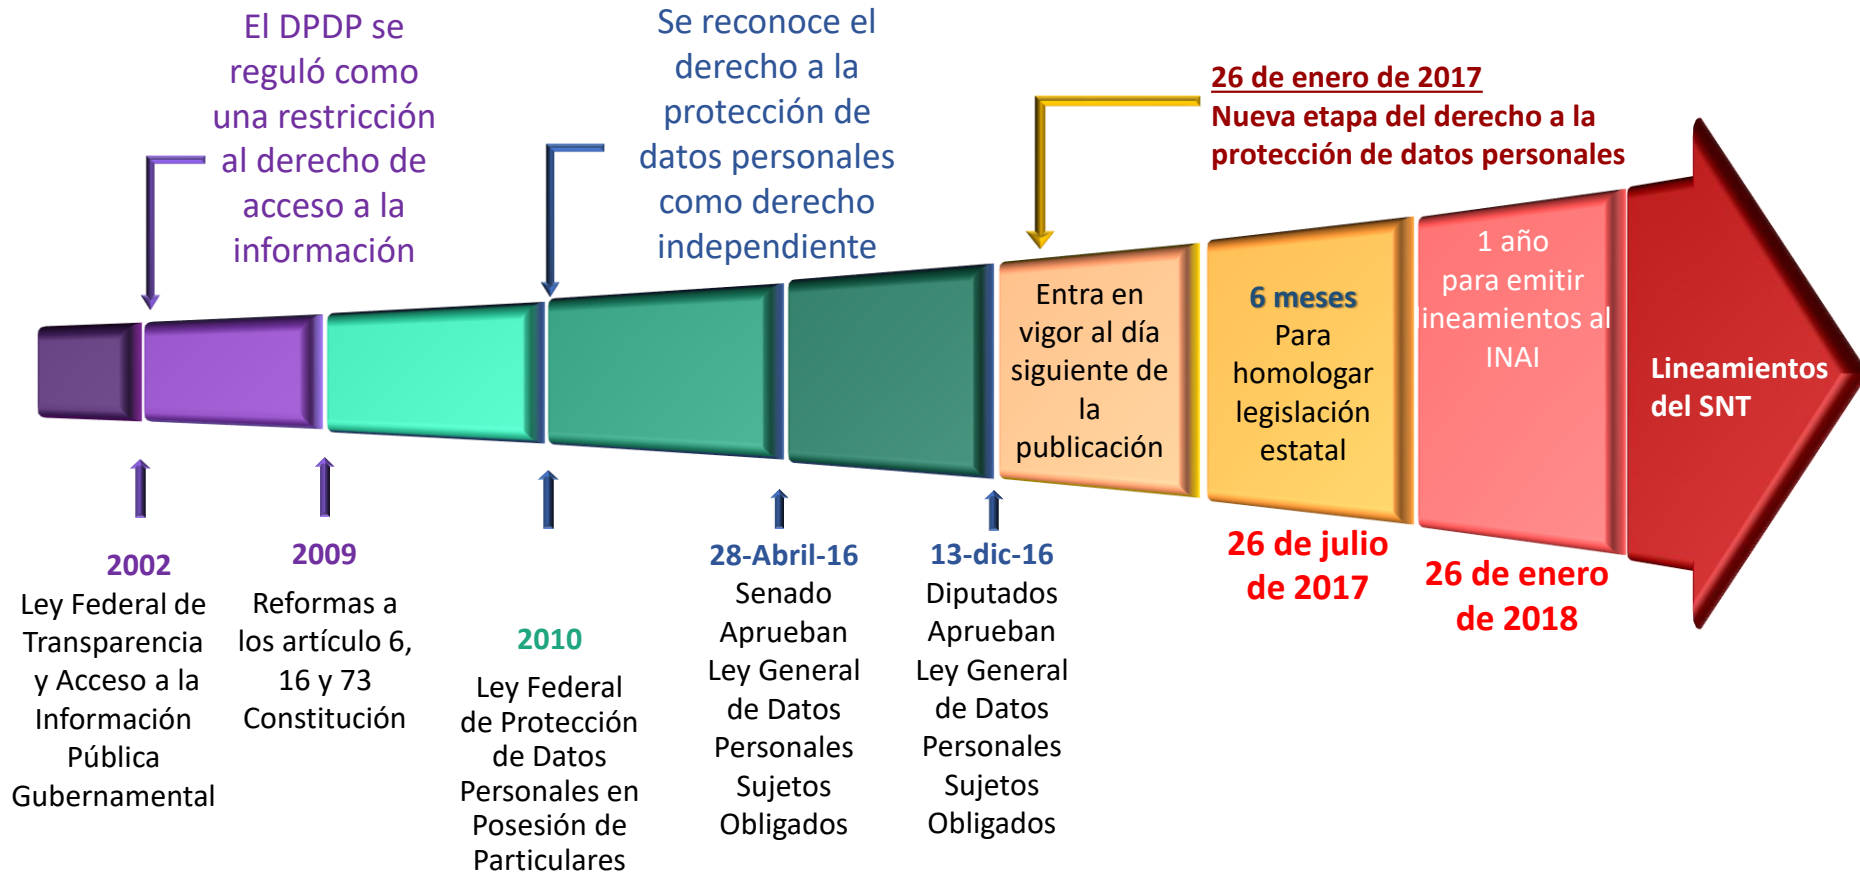 El DPDP se
reguló como
una restricción
al derecho de
acceso a la
información
Se reconoce el
derecho a la
protección de
datos personales
como derecho
independiente
26 de enero de 2017
Nueva etapa del derecho a la
protección de datos personales
Entra en
vigor al día
siguiente de
la
publicación
6 meses
Para
homologar
legislación
estatal
1 año
para emitir
lineamientos al
INAI
Lineamientos
del SNT
2002
Ley Federal de
Transparencia
y Acceso a la
Información
Pública
Gubernamental
2009
Reformas a
los artículo 6,
16 y 73
Constitución
2010
Ley Federal
de Protección
de Datos
Personales en
Posesión de
Particulares
28-Abril-16
Senado
Aprueban
Ley General
de Datos
Personales
Sujetos
Obligados
13-dic-16
Diputados
Aprueban
Ley General
de Datos
Personales
Sujetos
Obligados
26 de julio
de 2017
26 de enero
de 2018